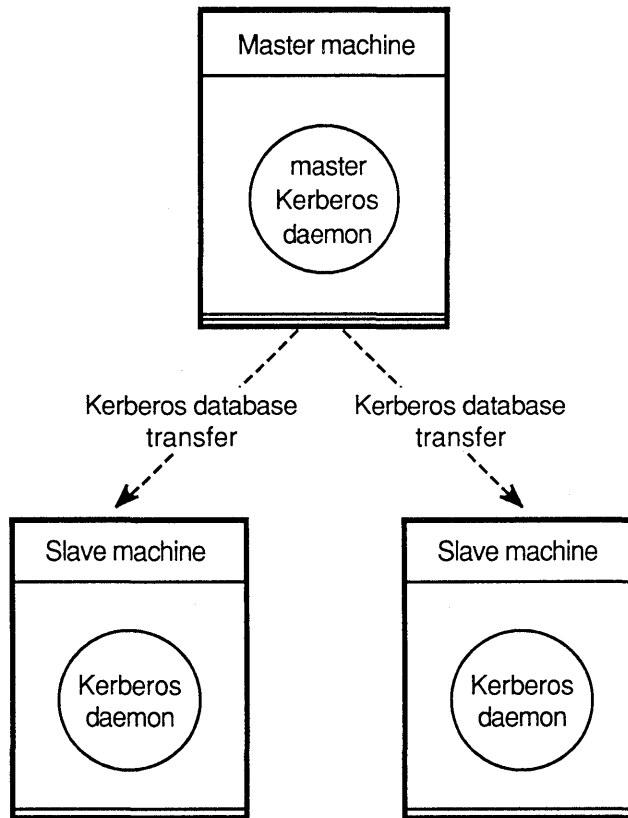 Master machine
master
Kerberos
daemon
Kerberos database
transfer
Kerberos database
transfer
Slave machine
Kerberos
daemon
Slave machine
Kerberos
daemon